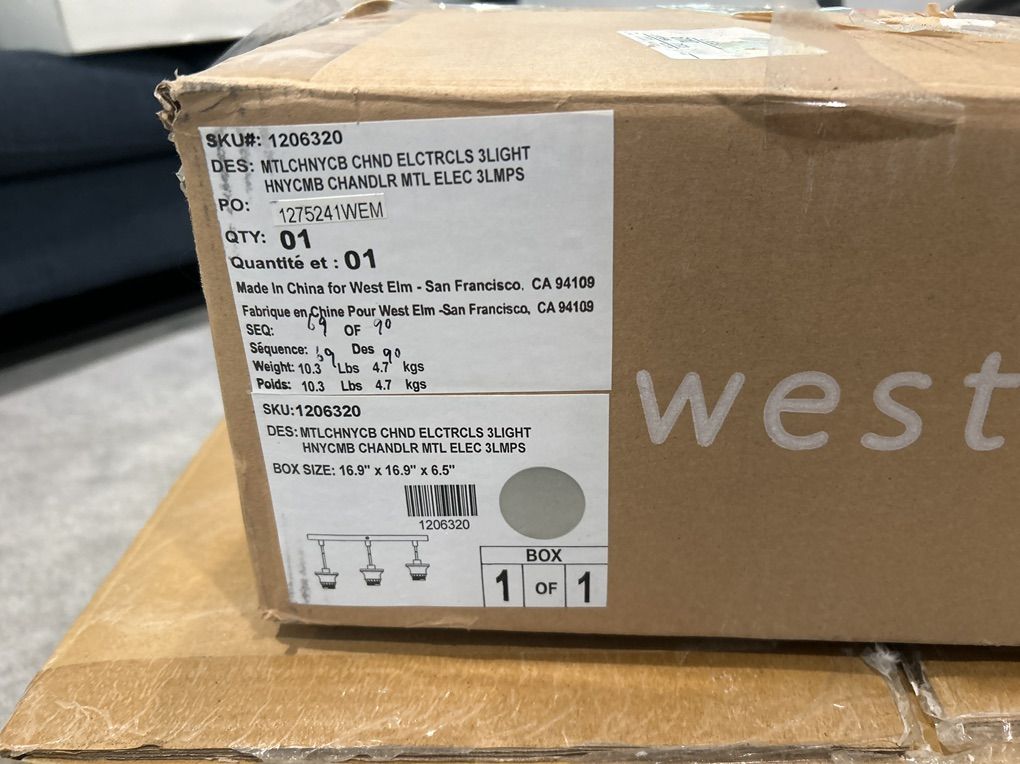 SKU#: 1206320
DES: MTLCHNYCB CHND ELCTRCLS 3LIGHT
HNYCMB CHANDLR MTL ELEC 3LMPS
PO: 1275241WEM
QTY: 01
Quantité et : 01
Made In China for West Elm - San Francisco, CA 94109
Fabrique en Chine Pour West Elm -San Francisco, CA 94109
SEQ: 69 OF 90
Séquence: 69 Des 90
Weight: 10.3 Lbs 4.7 kgs
Poids: 10.3 Lbs 4.7 kgs
SKU:1206320
DES: MTLCHNYCB CHND ELCTRCLS 3LIGHT
HNYCMB CHANDLR MTL ELEC 3LMPS
BOX SIZE: 16.9" x 16.9" x 6.5"
1206320
BOX
1 OF 1
west